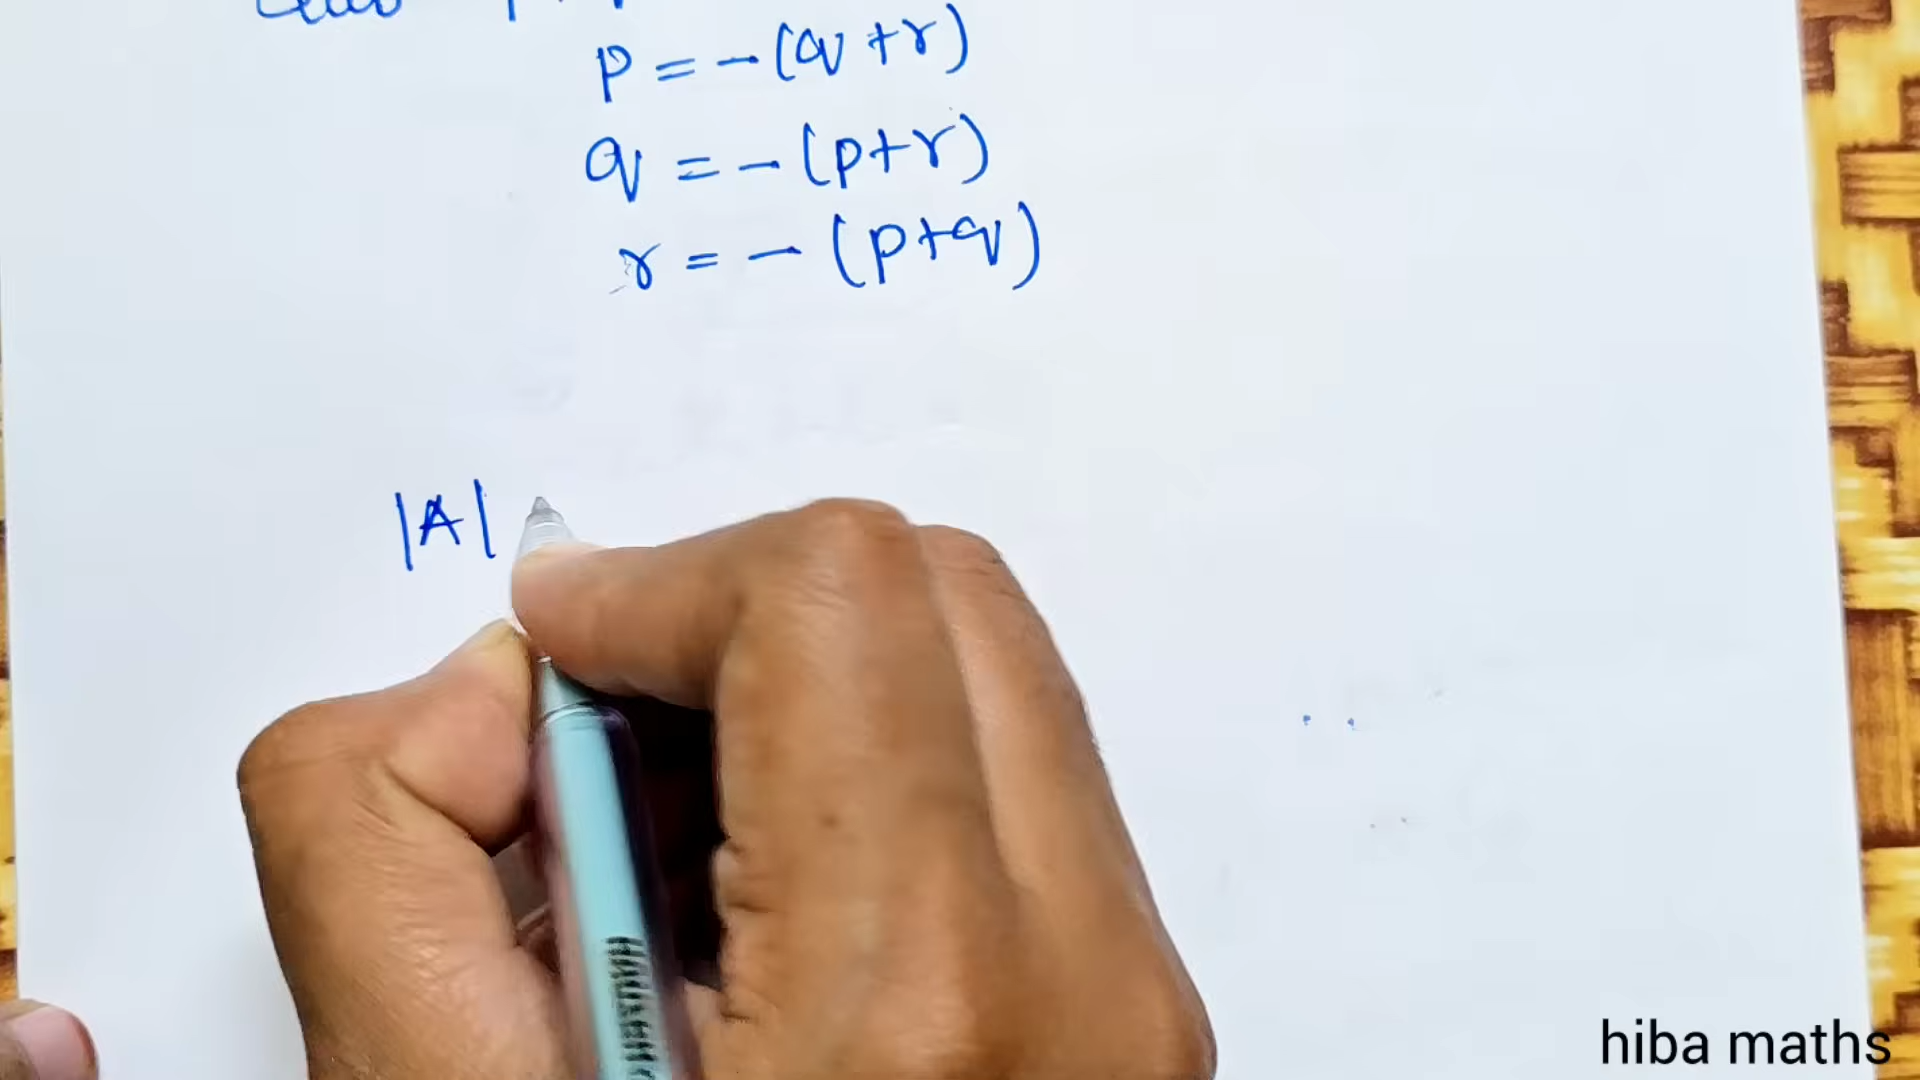 p = -(q+r)
q = -(p+r)
r = -(p+q)
|A|
hiba maths